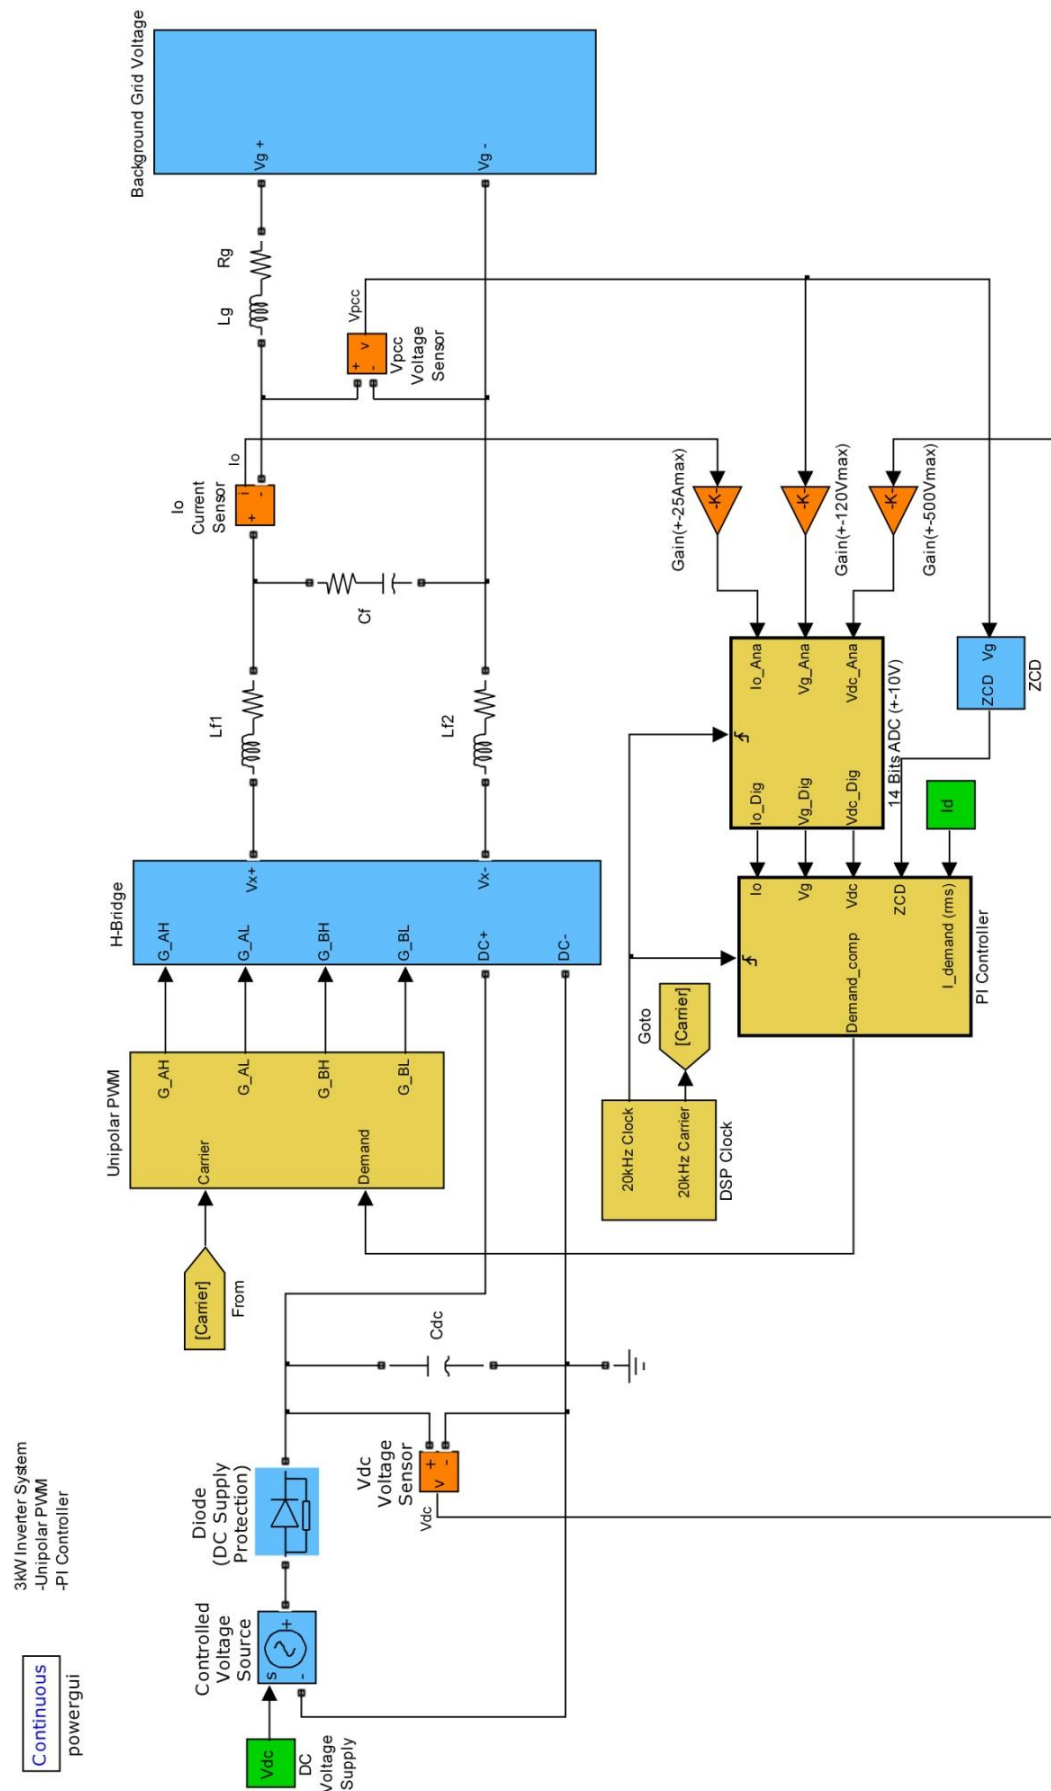 Continuous
powergui
3kW Inverter System
-Unipolar PWM
-PI Controller
Vdc
DC
Voltage
Supply
Controlled
Voltage
Source
s
+
-
Diode
(DC Supply
Protection)
Vdc
Voltage
Sensor
Vdc
v
+
-
Cdc
[Carrier]
From
Unipolar PWM
Carrier
Demand
G_AH
G_AL
G_BH
G_BL
H-Bridge
G_AH
G_AL
G_BH
G_BL
DC+
DC-
Vx+
Vx-
Lf1
Lf2
Cf
Io
Current
Sensor
+
i
-
Io
Vpcc
Voltage
Sensor
+
-
v
Vpcc
Lg
Rg
Background Grid Voltage
Vg +
Vg -
20kHz Clock
20kHz Carrier
DSP Clock
Goto
[Carrier]
PI Controller
Demand_comp
Io
Vg
Vdc
ZCD
I_demand (rms)
Id
14 Bits ADC (+-10V)
Io_Dig
Vg_Dig
Vdc_Dig
Io_Ana
Vg_Ana
Vdc_Ana
ZCD
Vg
ZCD
-K-
Gain(+-25Amax)
-K-
Gain(+-120Vmax)
-K-
Gain(+-500Vmax)